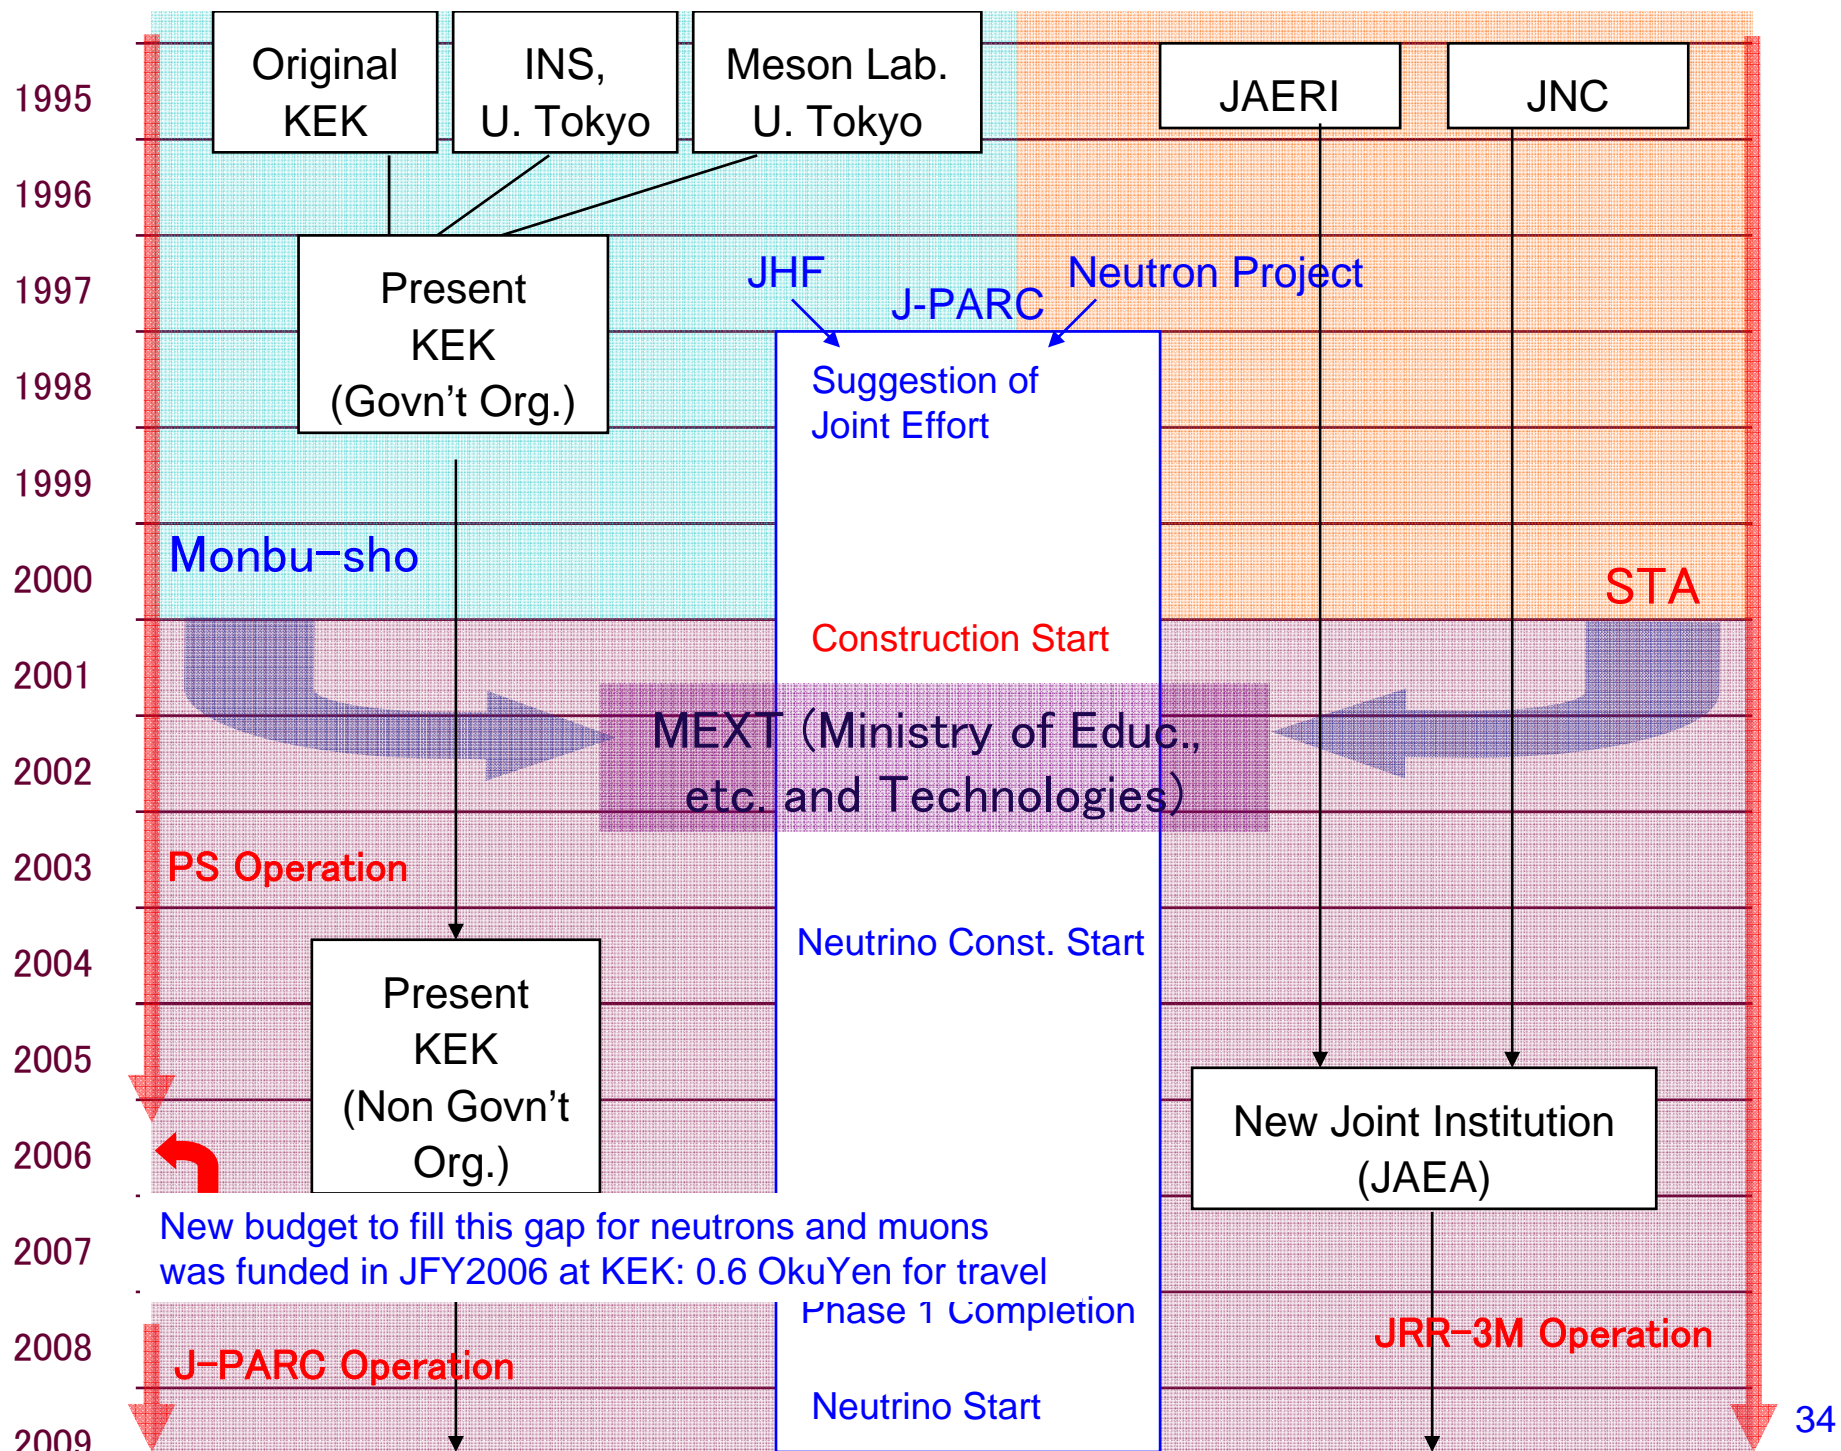 Original
KEK
INS,
U. Tokyo
Meson Lab.
U. Tokyo
JAERI
JNC
1995
1996
Present
KEK
(Govn't Org.)
JHF
Neutron Project
J-PARC
1997
Suggestion of
Joint Effort
1998
1999
Monbu-sho
2000
STA
Construction Start
2001
MEXT (Ministry of Educ.,
etc. and Technologies)
2002
2003
PS Operation
Neutrino Const. Start
2004
Present
KEK
(Non Govn't
Org.)
2005
New Joint Institution
(JAEA)
2006
New budget to fill this gap for neutrons and muons
was funded in JFY2006 at KEK: 0.6 OkuYen for travel
2007
Phase 1 Completion
JRR-3M Operation
2008
J-PARC Operation
Neutrino Start
34
2009